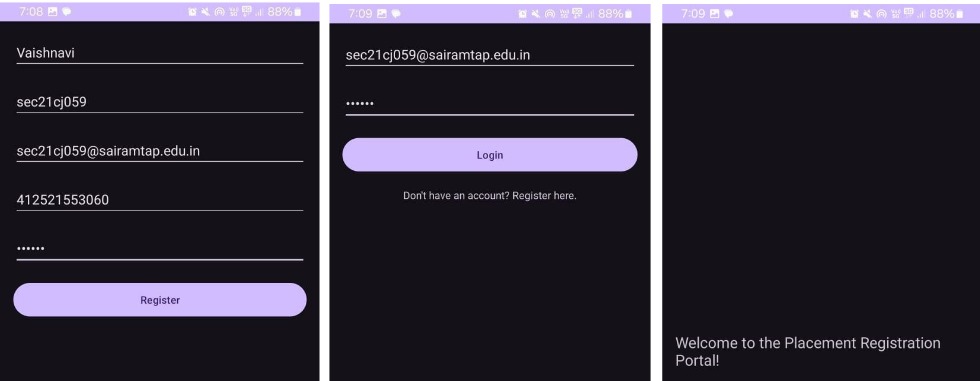 7:08 88%
Vaishnavi
sec21cj059
sec21cj059@sairamtap.edu.in
412521553060
••••••
Register
7:09 88%
sec21cj059@sairamtap.edu.in
••••••
Login
Don't have an account? Register here.
7:09 88%
Welcome to the Placement Registration
Portal!